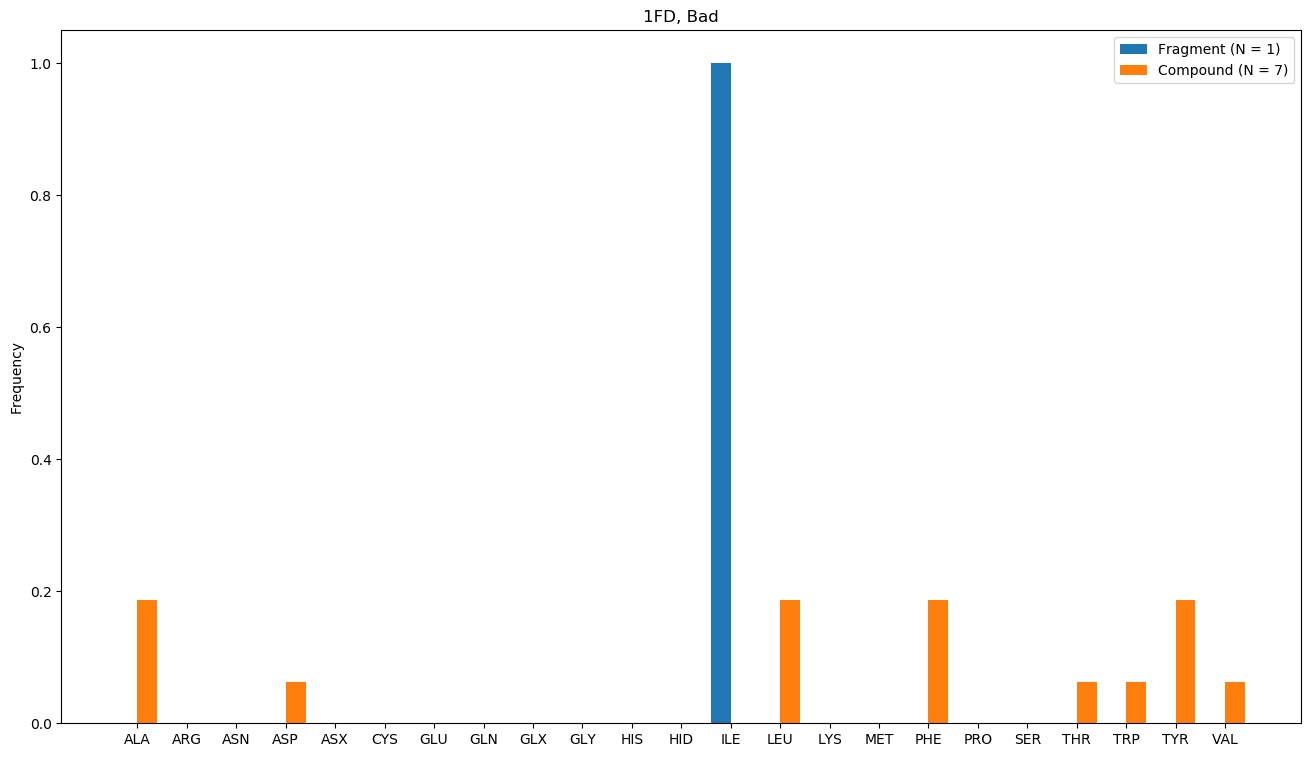 1FD, Bad
Fragment (N = 1)
Compound (N = 7)
Frequency
1.0
0.8
0.6
0.4
0.2
0.0
ALA ARG ASN ASP ASX CYS GLU GLN GLX GLY HIS HID ILE LEU LYS MET PHE PRO SER THR TRP TYR VAL